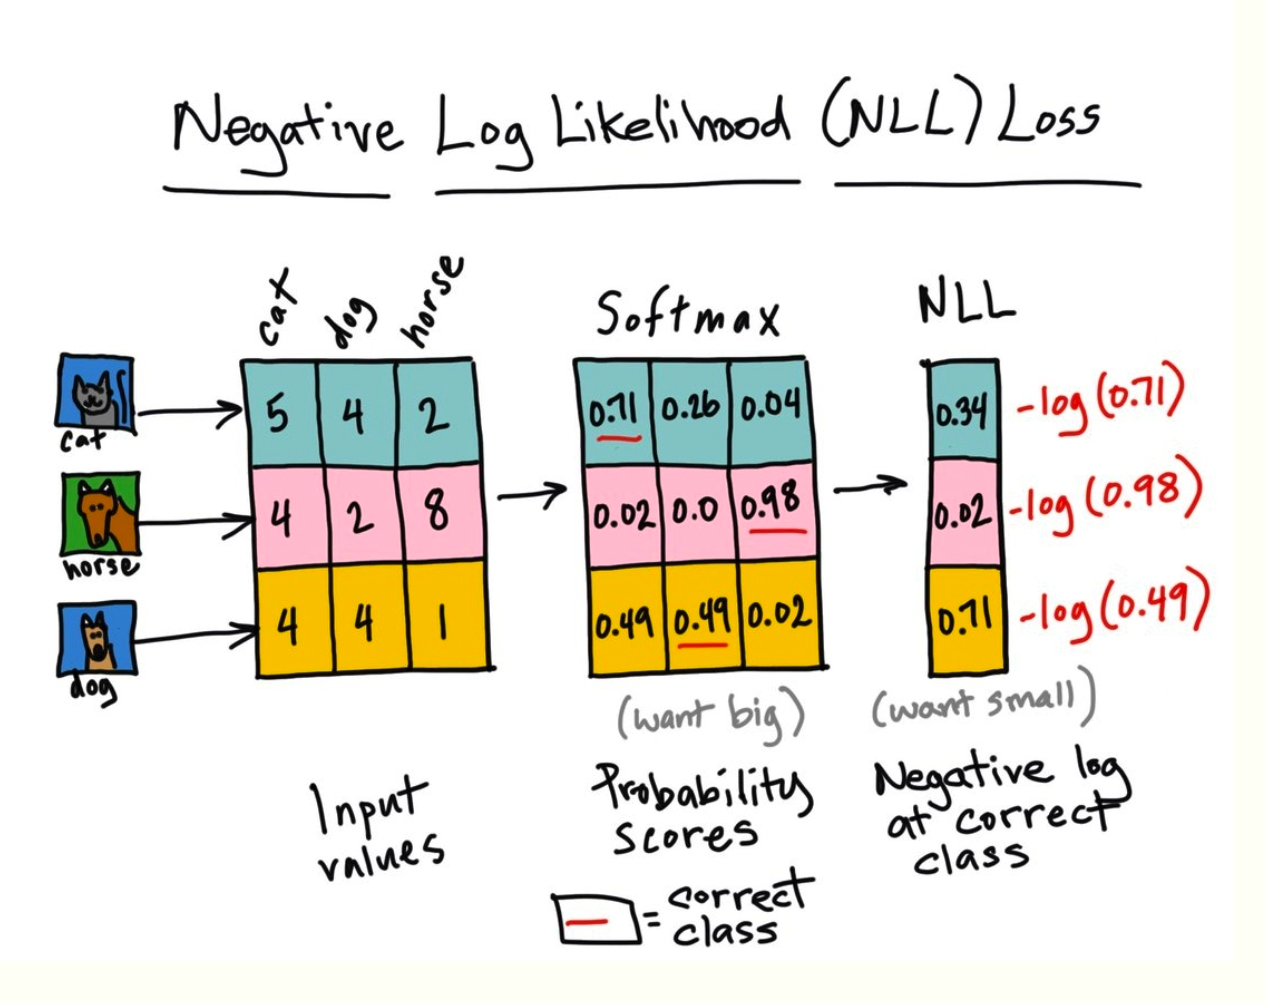 Negative Log Likelihood (NLL) Loss
cat dog horse
Softmax
NLL
cat
5 4 2
0.71 0.26 0.04
0.34
-log(0.71)
horse
4 2 8
0.02 0.0 0.98
0.02
-log(0.98)
dog
4 4 1
0.49 0.49 0.02
0.71
-log(0.49)
(want big)
(want small)
Input
values
Probability
scores
Negative log
at correct
class
= correct
class